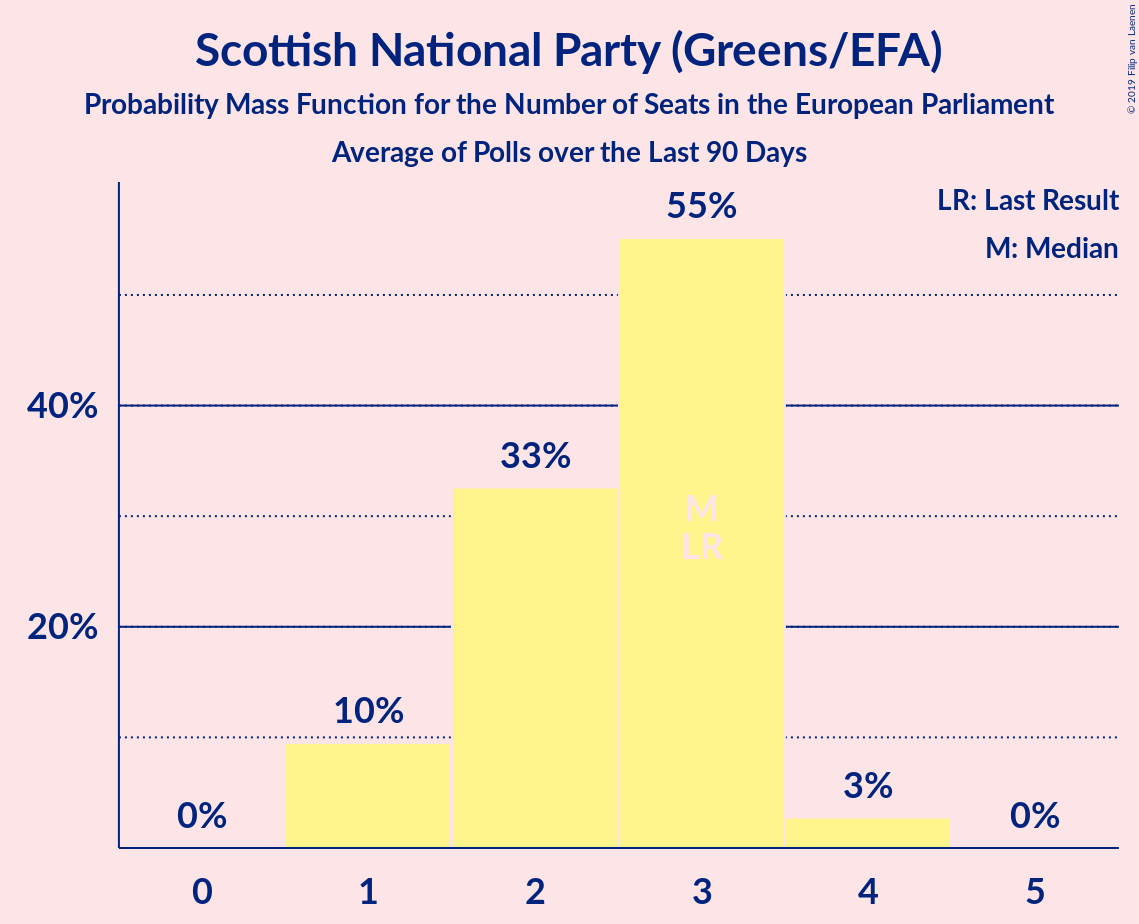 Scottish National Party (Greens/EFA)
Probability Mass Function for the Number of Seats in the European Parliament
Average of Polls over the Last 90 Days
© 2019 Filip van Laenen
LR: Last Result
M: Median
55%
40%
33%
M
LR
20%
10%
3%
0%
0%
0 1 2 3 4 5